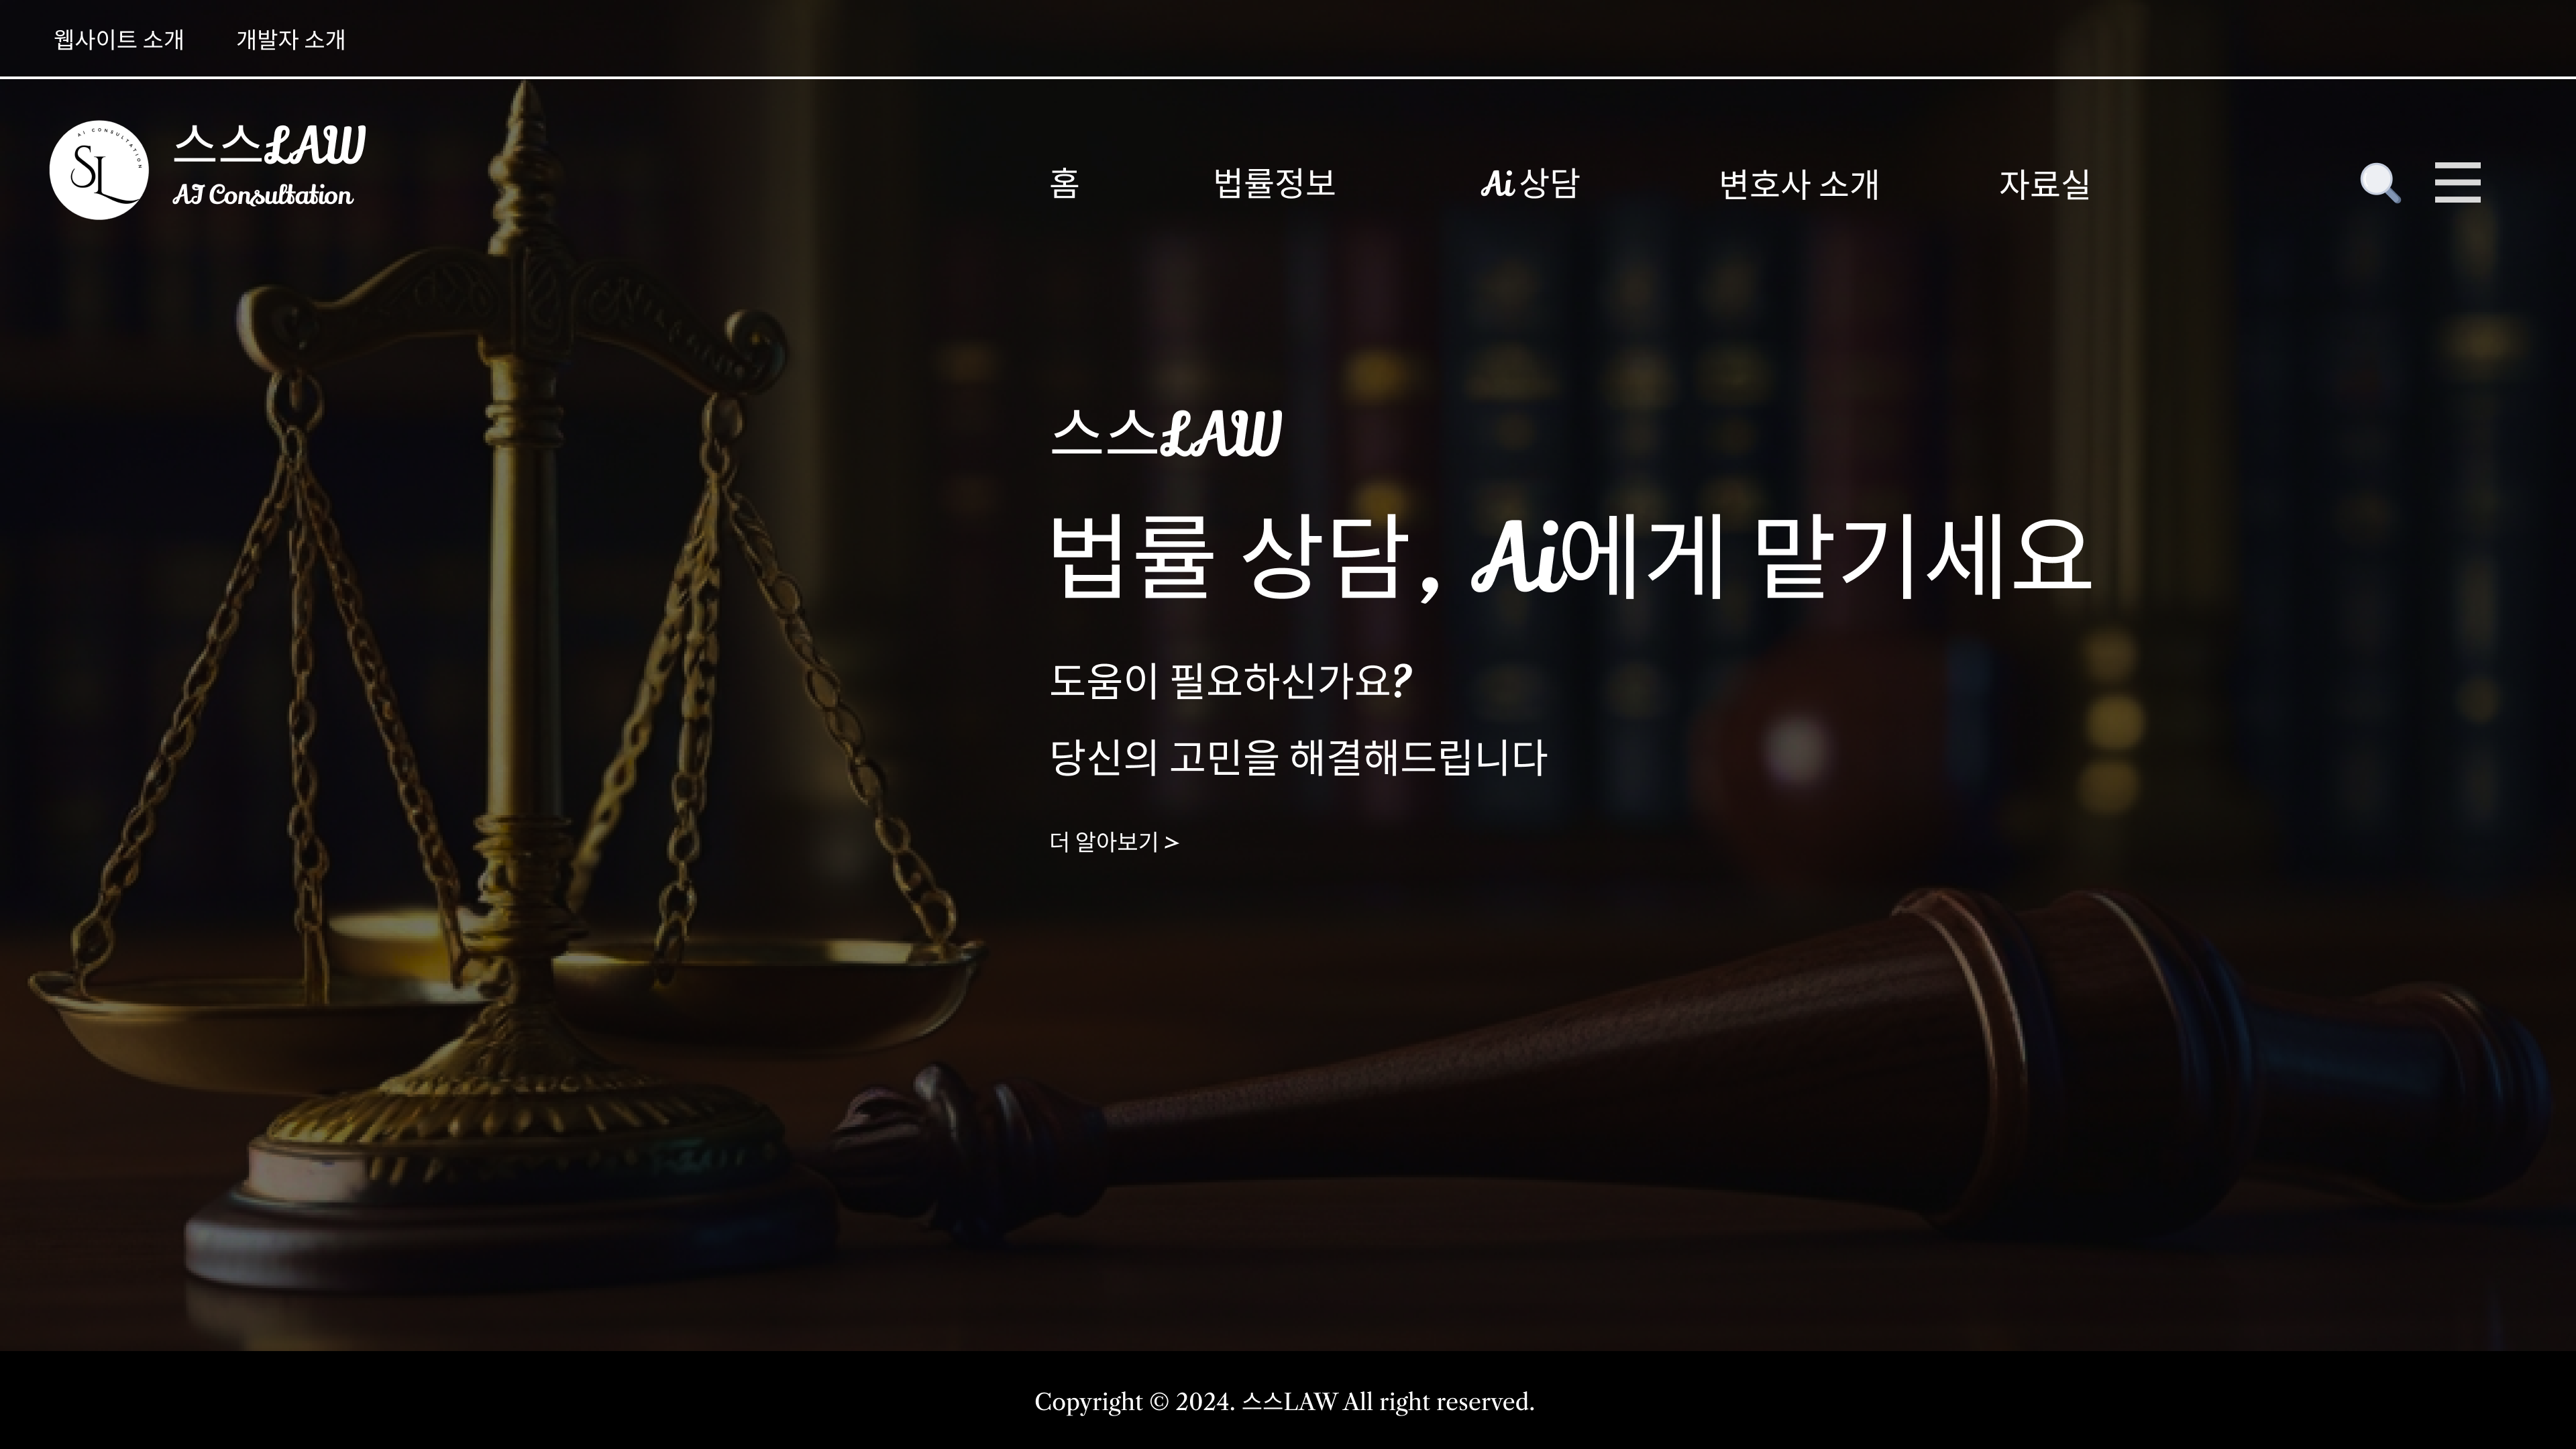 웹사이트 소개 개발자 소개
AI CONSULTATION
SL
스스LAW
AI Consultation
홈 법률정보 Ai 상담 변호사 소개 자료실
스스LAW
법률 상담, Ai에게 맡기세요
도움이 필요하신가요?
당신의 고민을 해결해드립니다
더 알아보기 >
Copyright © 2024. 스스LAW All right reserved.